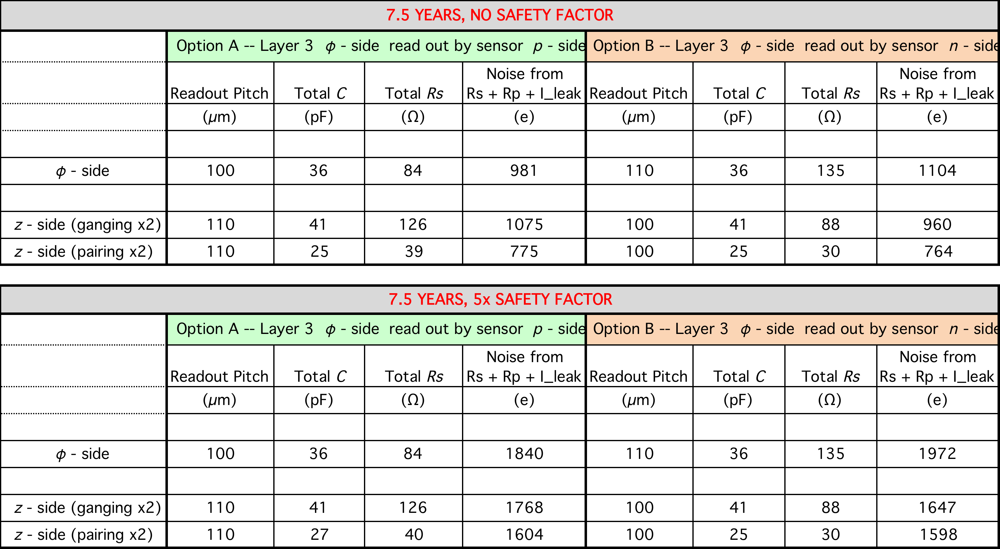 7.5 YEARS, NO SAFETY FACTOR
Option A -- Layer 3 ϕ - side read out by sensor p - side Option B -- Layer 3 ϕ - side read out by sensor n - side
Noise from Noise from
Readout Pitch Total C Total Rs Rs + Rp + I_leak Readout Pitch Total C Total Rs Rs + Rp + I_leak
(μm) (pF) (Ω) (e) (μm) (pF) (Ω) (e)
ϕ - side 100 36 84 981 110 36 135 1104
z - side (ganging x2) 110 41 126 1075 100 41 88 960
z - side (pairing x2) 110 25 39 775 100 25 30 764
7.5 YEARS, 5x SAFETY FACTOR
Option A -- Layer 3 ϕ - side read out by sensor p - side Option B -- Layer 3 ϕ - side read out by sensor n - side
Noise from Noise from
Readout Pitch Total C Total Rs Rs + Rp + I_leak Readout Pitch Total C Total Rs Rs + Rp + I_leak
(μm) (pF) (Ω) (e) (μm) (pF) (Ω) (e)
ϕ - side 100 36 84 1840 110 36 135 1972
z - side (ganging x2) 110 41 126 1768 100 41 88 1647
z - side (pairing x2) 110 27 40 1604 100 25 30 1598